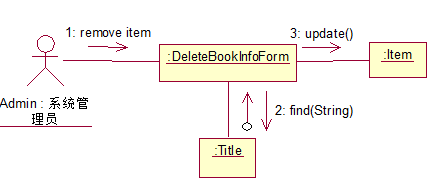 1: remove item
3: update()
:DeleteBookInfoForm
:Item
Admin : 系统管
理员
2: find(String)
:Title